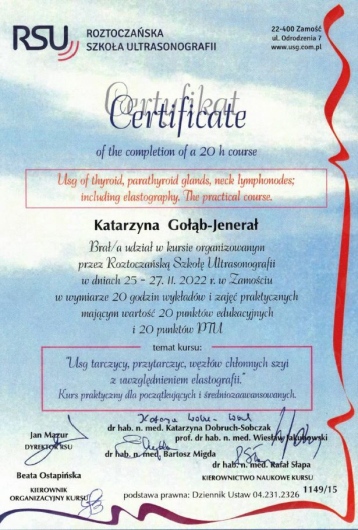 RSU
ROZTOCZAŃSKA
SZKOŁA ULTRASONOGRAFII
22-400 Zamość
ul. Odrodzenia 7
www.usg.com.pl
Certyfikat
Certificate
of the completion of a 20 h course
Usg of thyroid, parathyroid glands, neck lymphonodes;
including elastography. The practical course.
Katarzyna Gołąb-Jenerał
Brał/a udział w kursie organizowanym
przez Roztoczańską Szkołę Ultrasonografii
w dniach 25 - 27. 11. 2022 r. w Zamościu
w wymiarze 20 godzin wykładów i zajęć praktycznych
mającym wartość 20 punktów edukacyjnych
i 20 punktów PTU
temat kursu:
"Usg tarczycy, przytarczyc, węzłów chłonnych szyi
z uwzględnieniem elastografii."
Kurs praktyczny dla początkujących i średniozaawansowanych.
dr hab. n. med. Katarzyna Dobruch-Sobczak
Jan Mazur
prof. dr hab. n. med. Wiesław Jakubowski
DYREKTOR RSU
dr hab. n. med. Bartosz Migda
dr hab. n. med. Rafał Słapa
Beata Ostapińska
KIEROWNICTWO NAUKOWE KURSU
KIEROWNIK
ORGANIZACYJNY KURSU
podstawa prawna: Dziennik Ustaw 04.231.2326
1149/15